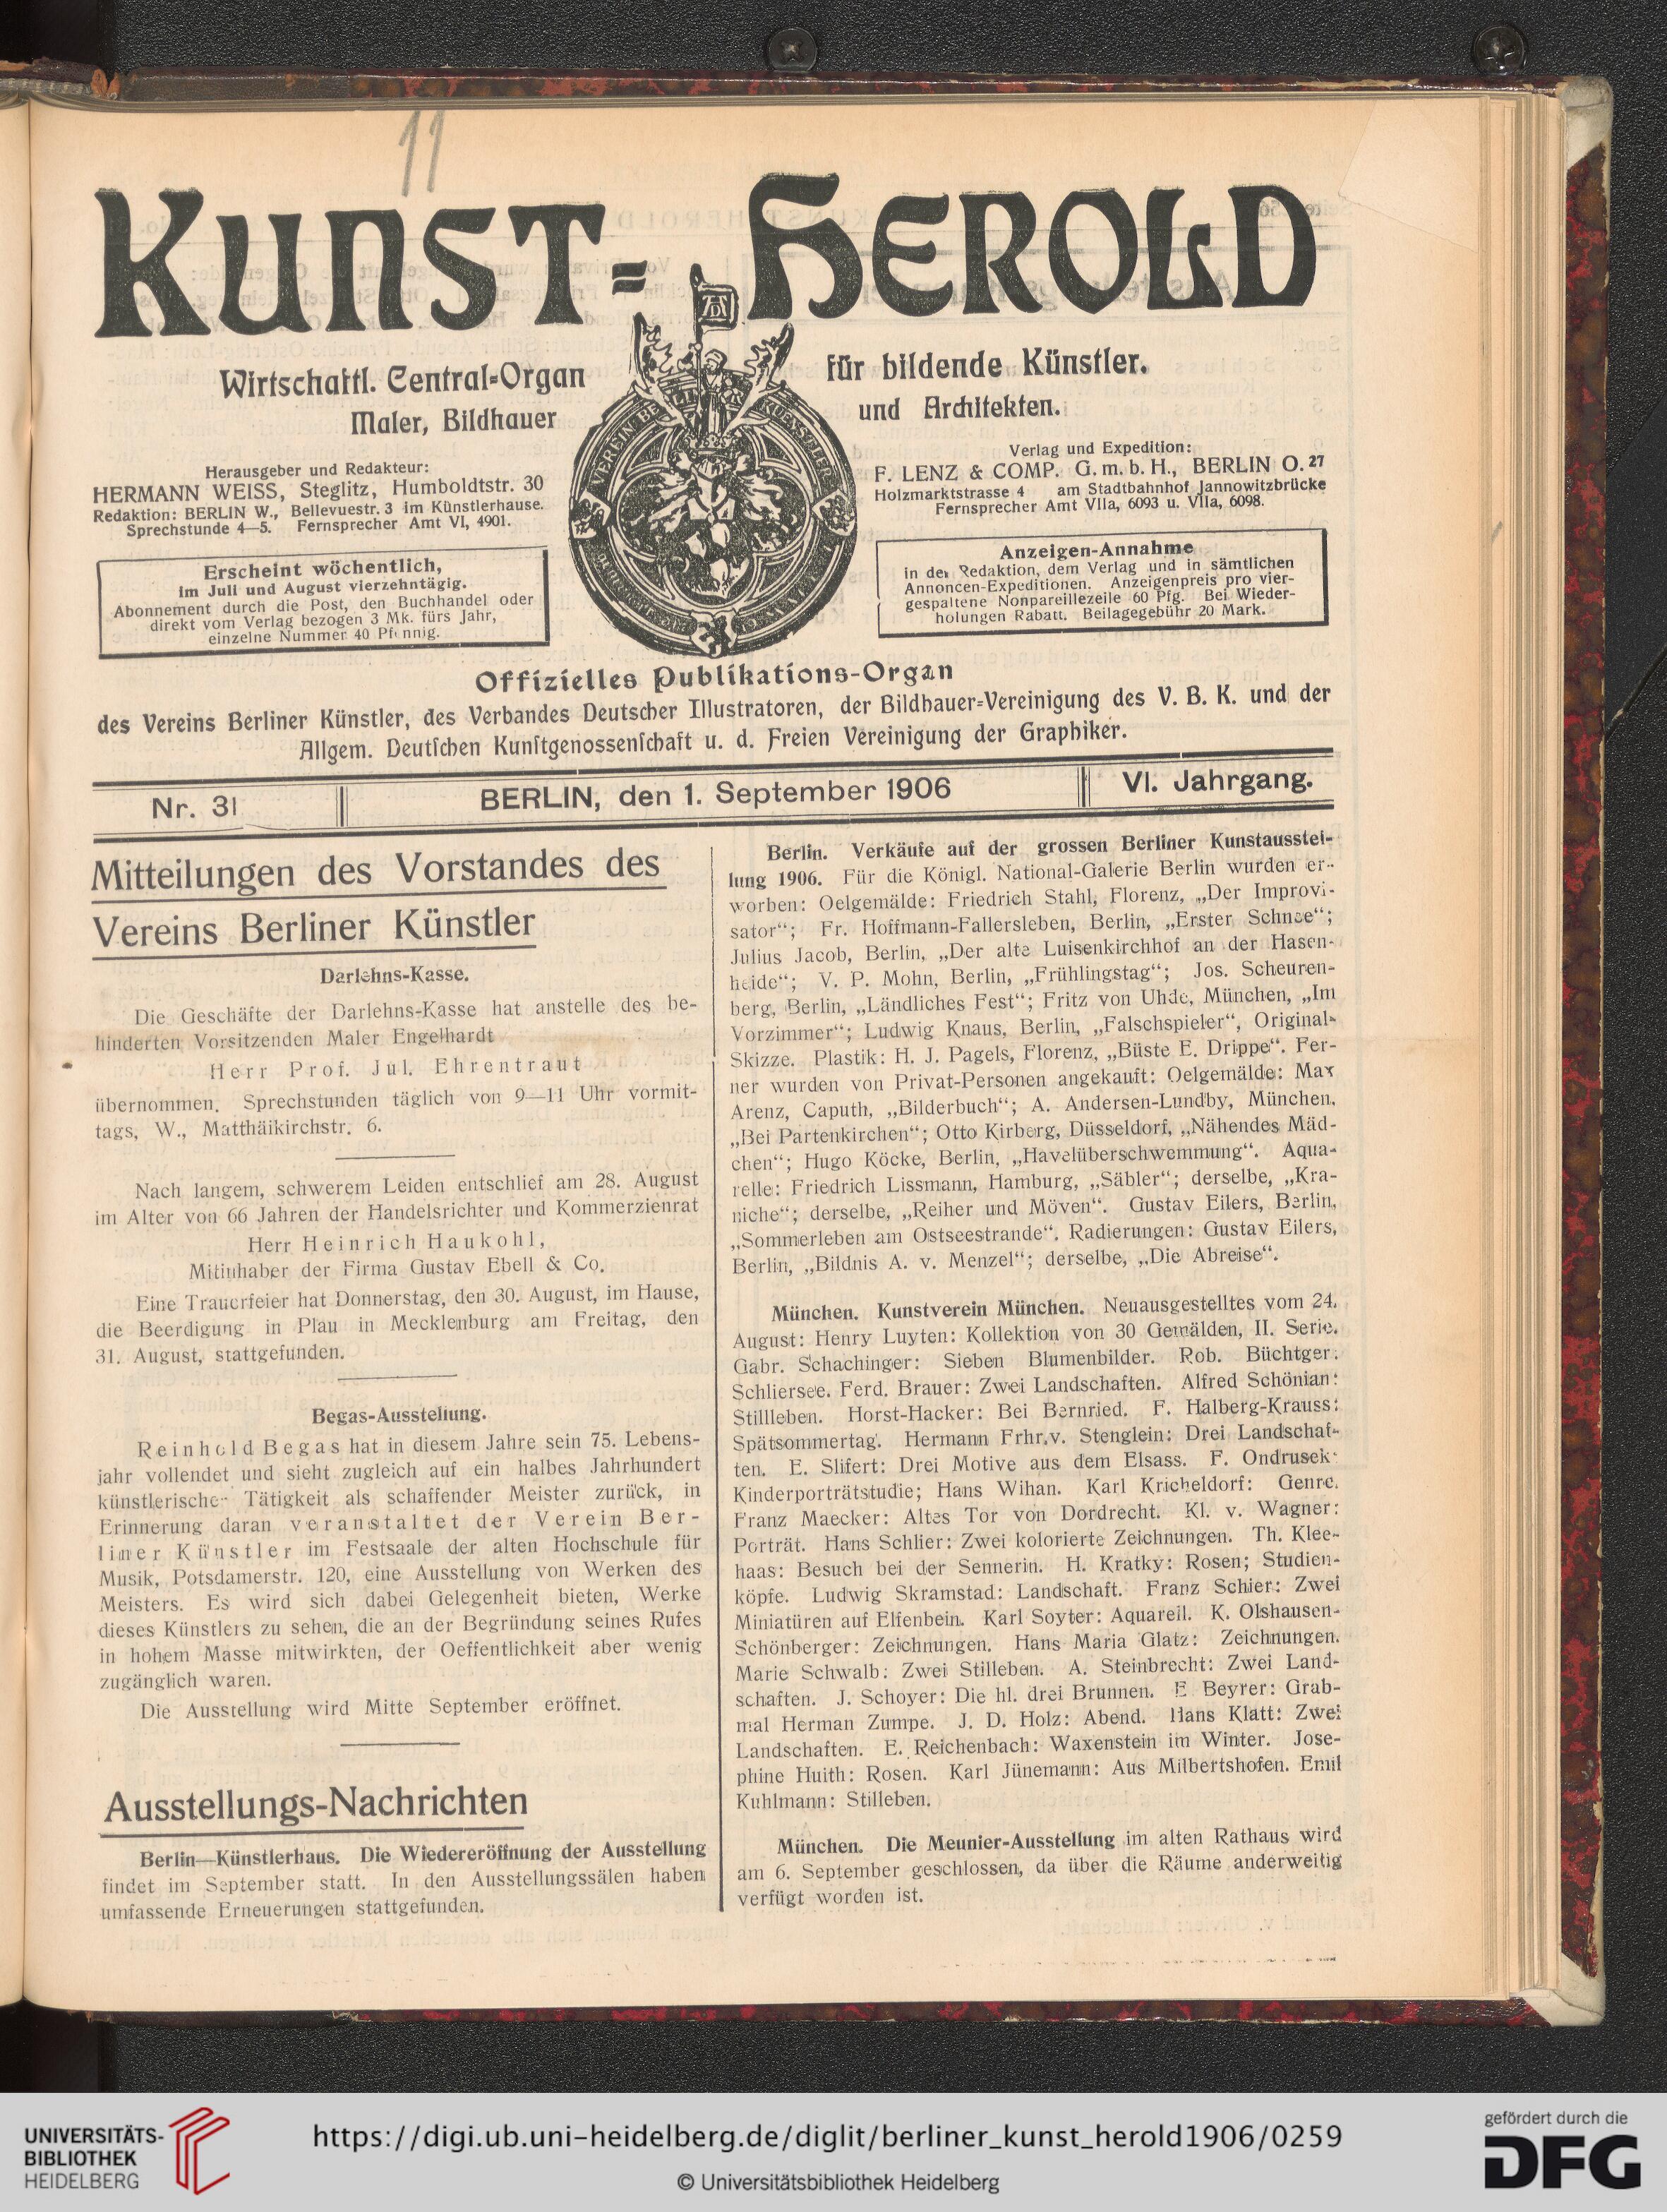 11
KUNST=HEROLD
Wirtschaftl. Central=Organ
für bildende Künstler.
Maler, Bildhauer
und Architekten.
Herausgeber und Redakteur:
HERMANN WEISS, Steglitz, Humboldtstr. 30
Redaktion: BERLIN W., Bellevuestr. 3 im Künstlerhause.
Sprechstunde 4—5. Fernsprecher Amt VI, 4901.
Erscheint wöchentlich,
im Juli und August vierzehntägig.
Abonnement durch die Post, den Buchhandel oder
direkt vom Verlag bezogen 3 Mk. fürs Jahr,
einzelne Nummer 40 Pfennig.
VEREIN BERLINER KUENSTLER
Verlag und Expedition:
F. LENZ & COMP. G. m. b. H., BERLIN O. 27
Holzmarktstrasse 4 am Stadtbahnhof Jannowitzbrücke
Fernsprecher Amt VIIa, 6093 u. VIIa, 6098.
Anzeigen-Annahme
in der Redaktion, dem Verlag und in sämtlichen
Annoncen-Expeditionen. Anzeigenpreis pro vier-
gespaltene Nonpareillezeile 60 Pfg. Bei Wieder-
holungen Rabatt. Beilagegebühr 20 Mark.
Offizielles Publikations-Organ
des Vereins Berliner Künstler, des Verbandes Deutscher Illustratoren, der Bildhauer=Vereinigung des V. B. K. und der
Allgem. Deutschen Kunstgenossenschaft u. d. Freien Vereinigung der Graphiker.
Nr. 31
BERLIN, den 1. September 1906
VI. Jahrgang.
Mitteilungen des Vorstandes des
Vereins Berliner Künstler
Darlehns-Kasse.
Die Geschäfte der Darlehns-Kasse hat anstelle des be-
hinderten Vorsitzenden Maler Engelhardt
Herr Prof. Jul. Ehrentraut
übernommen. Sprechstunden täglich von 9—11 Uhr vormit-
tags, W., Matthäikirchstr. 6.
Nach langem, schwerem Leiden entschlief am 28. August
im Alter von 66 Jahren der Handelsrichter und Kommerzienrat
Herr Heinrich Haukohl,
Mitinhaber der Firma Gustav Ebell & Co.
Eine Trauerfeier hat Donnerstag, den 30. August, im Hause,
die Beerdigung in Plau in Mecklenburg am Freitag, den
31. August, stattgefunden.
Begas-Ausstellung.
Reinhold Begas hat in diesem Jahre sein 75. Lebens-
jahr vollendet und sieht zugleich auf ein halbes Jahrhundert
künstlerischer Tätigkeit als schaffender Meister zurück, in
Erinnerung daran veranstaltet der Verein Ber-
liner Künstler im Festsaale der alten Hochschule für
Musik, Potsdamerstr. 120, eine Ausstellung von Werken des
Meisters. Es wird sich dabei Gelegenheit bieten, Werke
dieses Künstlers zu sehen, die an der Begründung seines Rufes
in hohem Masse mitwirkten, der Oeffentlichkeit aber wenig
zugänglich waren.
Die Ausstellung wird Mitte September eröffnet.
Ausstellungs-Nachrichten
Berlin—Künstlerhaus. Die Wiedereröffnung der Ausstellung
findet im September statt. In den Ausstellungssälen haben
umfassende Erneuerungen stattgefunden.
Berlin. Verkäufe auf der grossen Berliner Kunstausstel-
lung 1906. Für die Königl. National-Galerie Berlin wurden er-
worben: Oelgemälde: Friedrich Stahl, Florenz, „Der Improvi-
sator“; Fr. Hoffmann-Fallersleben, Berlin, „Erster Schnee“;
Julius Jacob, Berlin, „Der alte Luisenkirchhof an der Hasen-
heide“; V. P. Mohn, Berlin, „Frühlingstag“; Jos. Scheuren-
berg, Berlin, „Ländliches Fest“; Fritz von Uhde, München, „Im
Vorzimmer“; Ludwig Knaus, Berlin, „Falschspieler“, Original-
Skizze. Plastik: H. J. Pagels, Florenz, „Büste E. Drippe“. Fer-
ner wurden von Privat-Personen angekauft: Oelgemälde: Max
Arenz, Caputh, „Bilderbuch“; A. Andersen-Lundby, München,
„Bei Partenkirchen“; Otto Kirberg, Düsseldorf, „Nähendes Mäd-
chen“; Hugo Köcke, Berlin, „Havelüberschwemmung“. Aqua-
relle: Friedrich Lissmann, Hamburg, „Säbler“; derselbe, „Kra-
niche“; derselbe, „Reiher und Möven“. Gustav Eilers, Berlin,
„Sommerleben am Ostseestrande“. Radierungen: Gustav Eilers,
Berlin, „Bildnis A. v. Menzel“; derselbe, „Die Abreise“.
München. Kunstverein München. Neuausgestelltes vom 24.
August: Henry Luyten: Kollektion von 30 Gemälden, II. Serie.
Gabr. Schachinger: Sieben Blumenbilder. Rob. Büchtger:
Schliersee. Ferd. Brauer: Zwei Landschaften. Alfred Schönian:
Stillleben. Horst-Hacker: Bei Bernried. F. Halberg-Krauss:
Spätsommertag. Hermann Frhr. v. Stenglein: Drei Landschaf-
ten. E. Slifert: Drei Motive aus dem Elsass. F. Ondrusek:
Kinderporträtstudie; Hans Wihan. Karl Kricheldorf: Genre.
Franz Maecker: Altes Tor von Dordrecht. Kl. v. Wagner:
Porträt. Hans Schlier: Zwei kolorierte Zeichnungen. Th. Klee-
haas: Besuch bei der Sennerin. H. Kratky: Rosen; Studien-
köpfe. Ludwig Skramstad: Landschaft. Franz Schier: Zwei
Miniatüren auf Elfenbein. Karl Soyter: Aquarell. K. Olshausen-
Schönberger: Zeichnungen. Hans Maria Glatz: Zeichnungen.
Marie Schwalb: Zwei Stilleben. A. Steinbrecht: Zwei Land-
schaften. J. Schoyer: Die hl. drei Brunnen. E. Beyrer: Grab-
mal Herman Zumpe. J. D. Holz: Abend. Hans Klatt: Zwei
Landschaften. E. Reichenbach: Waxenstein im Winter. Jose-
phine Huith: Rosen. Karl Jünemann: Aus Milbertshofen. Emil
Kuhlmann: Stilleben.
München. Die Meunier-Ausstellung im alten Rathaus wird
am 6. September geschlossen, da über die Räume anderweitig
verfügt worden ist.
UNIVERSITÄTS-
BIBLIOTHEK
HEIDELBERG
https://digi.ub.uni-heidelberg.de/diglit/berliner_kunst_herold1906/0259
© Universitätsbibliothek Heidelberg
gefördert durch die
DFG